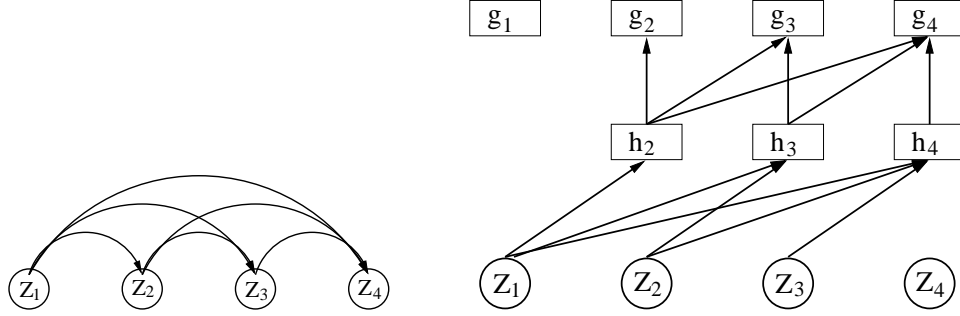 g₁ g₂ g₃ g₄
h₂ h₃ h₄
Z₁ Z₂ Z₃ Z₄
Z₁ Z₂ Z₃ Z₄